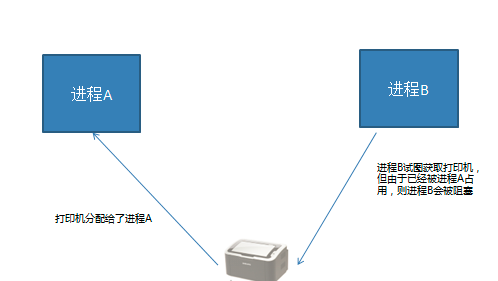 进程A
进程B
进程B试图获取打印机，
但由于已经被进程A占
用，则进程B会被阻塞
打印机分配给了进程A